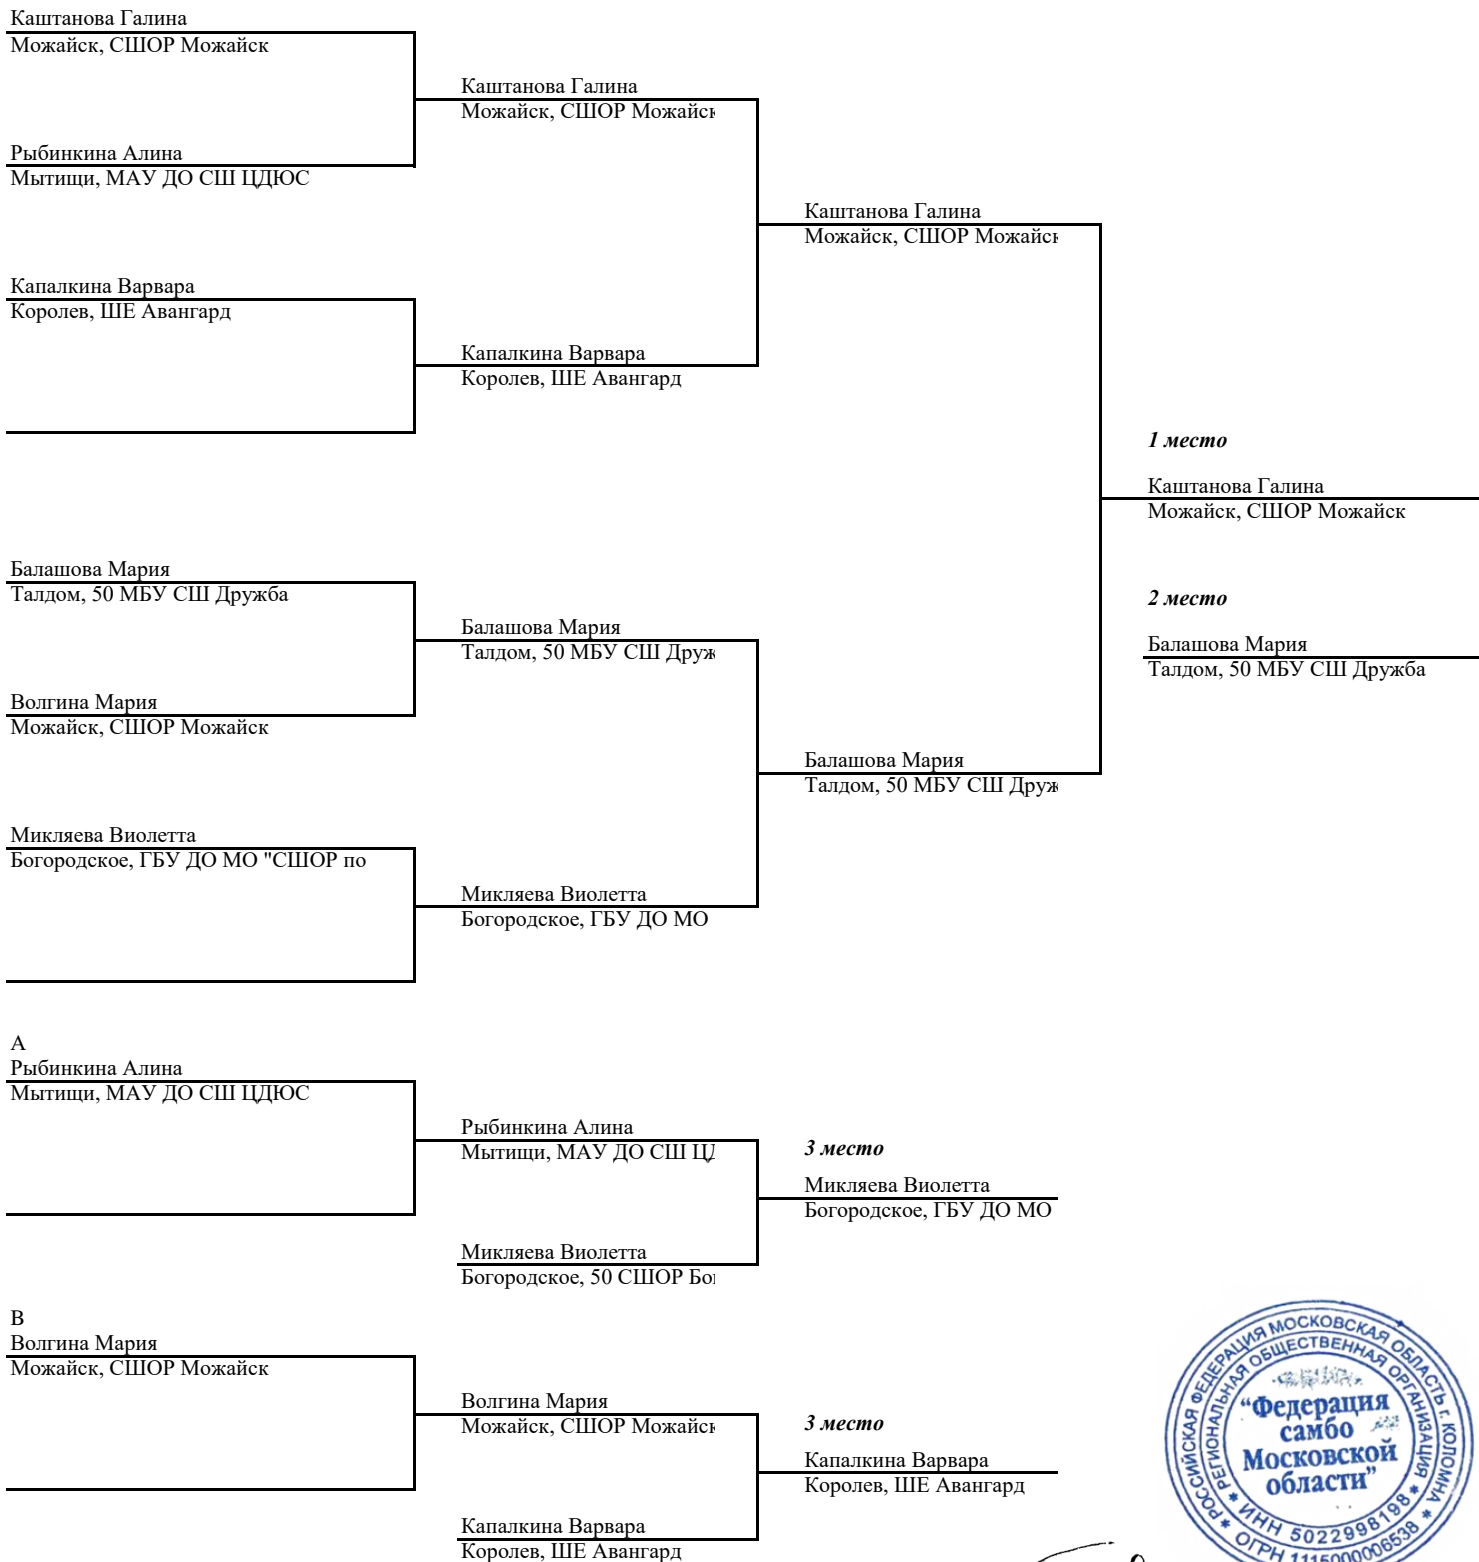 Каштанова Галина
Можайск, СШОР Можайск
Рыбинкина Алина
Мытищи, МАУ ДО СШ ЦДЮС
Капалкина Варвара
Королев, ШЕ Авангард
Балашова Мария
Талдом, 50 МБУ СШ Дружба
Волгина Мария
Можайск, СШОР Можайск
Микляева Виолетта
Богородское, ГБУ ДО МО "СШОР по
Каштанова Галина
Можайск, СШОР Можайск
Капалкина Варвара
Королев, ШЕ Авангард
Балашова Мария
Талдом, 50 МБУ СШ Друж
Микляева Виолетта
Богородское, ГБУ ДО МО
Каштанова Галина
Можайск, СШОР Можайск
Балашова Мария
Талдом, 50 МБУ СШ Друж
1 место
Каштанова Галина
Можайск, СШОР Можайск
2 место
Балашова Мария
Талдом, 50 МБУ СШ Дружба
А
Рыбинкина Алина
Мытищи, МАУ ДО СШ ЦДЮС
Рыбинкина Алина
Мытищи, МАУ ДО СШ ЦД
Микляева Виолетта
Богородское, 50 СШОР Бог
3 место
Микляева Виолетта
Богородское, ГБУ ДО МО
В
Волгина Мария
Можайск, СШОР Можайск
Волгина Мария
Можайск, СШОР Можайск
Капалкина Варвара
Королев, ШЕ Авангард
3 место
Капалкина Варвара
Королев, ШЕ Авангард
РОССИЙСКАЯ ФЕДЕРАЦИЯ МОСКОВСКАЯ ОБЛАСТЬ г. КОЛОМНА
РЕГИОНАЛЬНАЯ ОБЩЕСТВЕННАЯ ОРГАНИЗАЦИЯ
"Федерация
самбо
Московской
области"
ИНН 5022998198
ОГРН 1115000006538